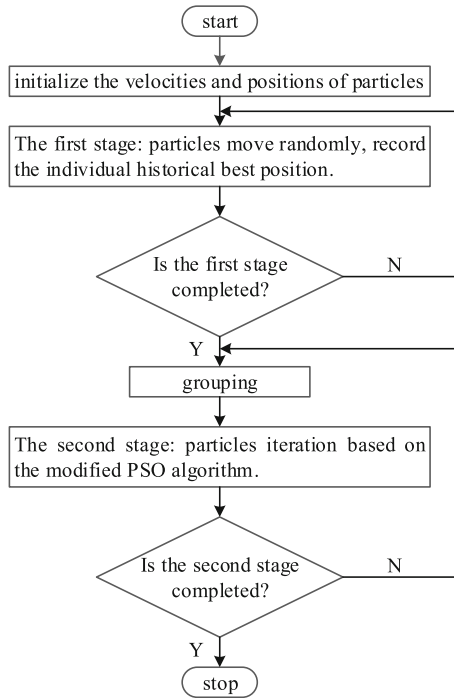 start
initialize the velocities and positions of particles
The first stage: particles move randomly, record
the individual historical best position.
Is the first stage
completed?
N
Y
grouping
The second stage: particles iteration based on
the modified PSO algorithm.
Is the second stage
completed?
N
Y
stop